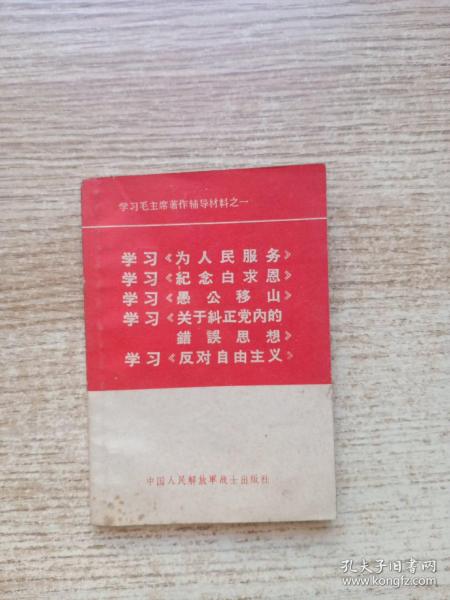 学习毛主席著作辅导材料之一
学习《为人民服务》
学习《紀念白求恩》
学习《愚公移山》
学习《关于糾正党內的
錯誤思想》
学习《反对自由主义》
中国人民解放軍战士出版社
孔夫子旧书网
www.kongfz.com